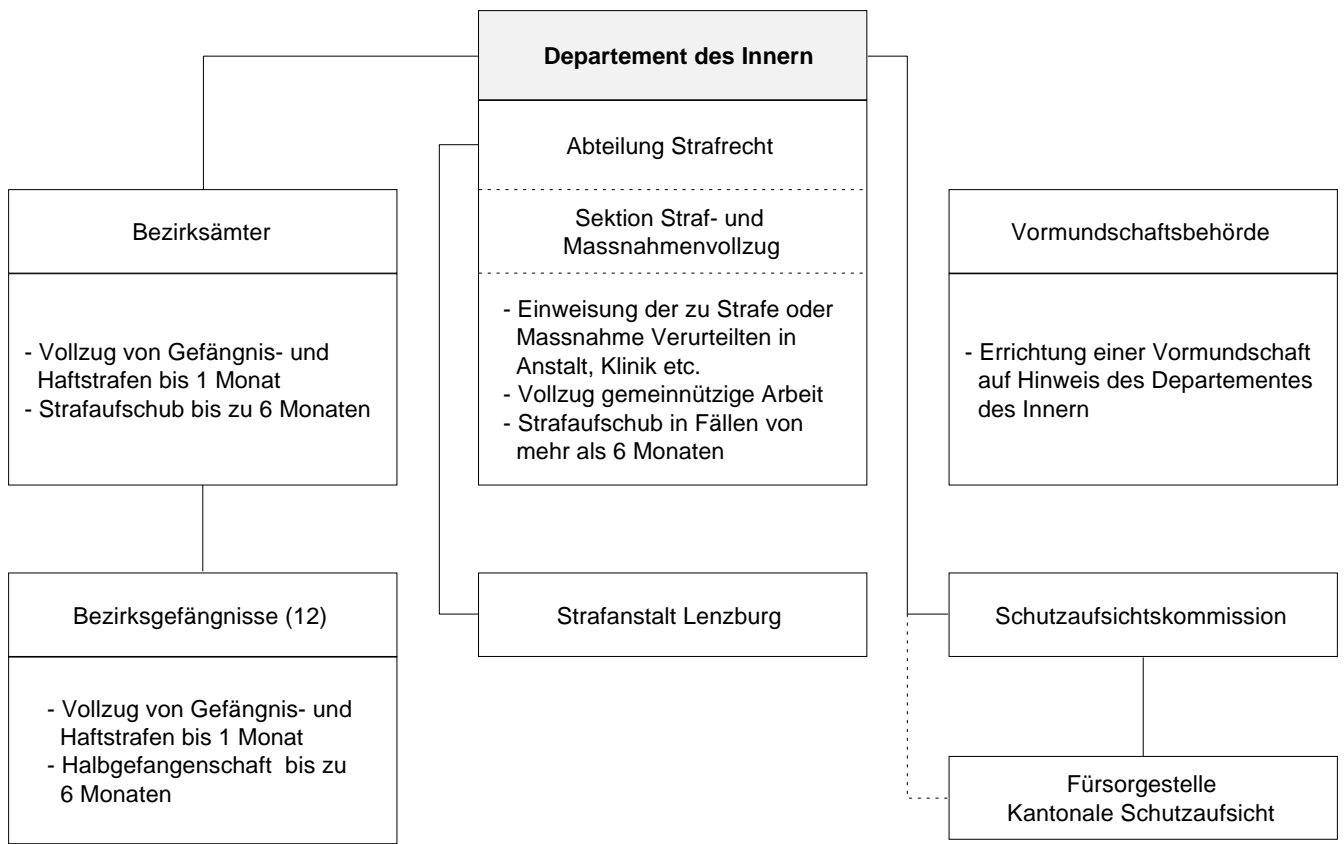 Departement des Innern
Abteilung Strafrecht
Sektion Straf- und
Massnahmenvollzug
- Einweisung der zu Strafe oder
Massnahme Verurteilten in
Anstalt, Klinik etc.
- Vollzug gemeinnützige Arbeit
- Strafaufschub in Fällen von
mehr als 6 Monaten
Bezirksämter
- Vollzug von Gefängnis- und
Haftstrafen bis 1 Monat
- Strafaufschub bis zu 6 Monaten
Vormundschaftsbehörde
- Errichtung einer Vormundschaft
auf Hinweis des Departementes
des Innern
Bezirksgefängnisse (12)
- Vollzug von Gefängnis- und
Haftstrafen bis 1 Monat
- Halbgefangenschaft bis zu
6 Monaten
Strafanstalt Lenzburg
Schutzaufsichtskommission
Fürsorgestelle
Kantonale Schutzaufsicht